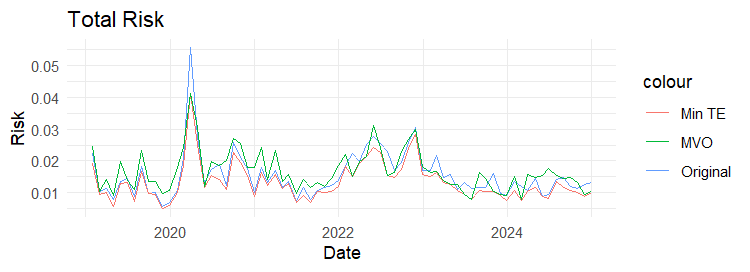 Total Risk
0.05
0.04
0.03
0.02
0.01
Risk
2020
2022
2024
Date
colour
Min TE
MVO
Original